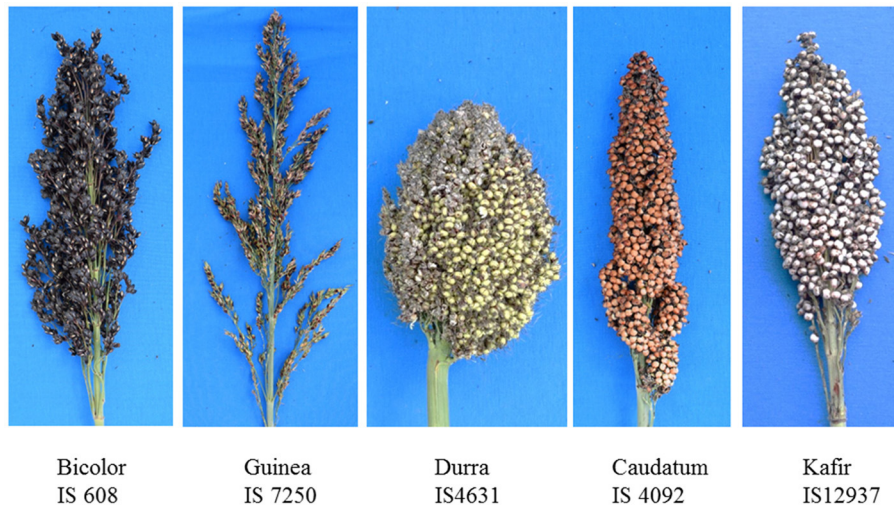 Bicolor
IS 608
Guinea
IS 7250
Durra
IS4631
Caudatum
IS 4092
Kafir
IS12937